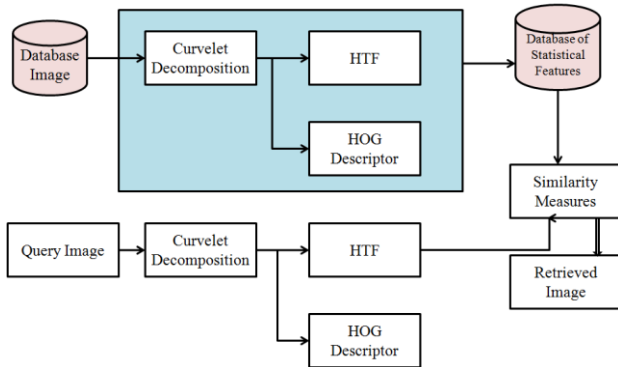 Database
Image
Curvelet
Decomposition
HTF
HOG
Descriptor
Database of
Statistical
Features
Similarity
Measures
Query Image
Curvelet
Decomposition
HTF
HOG
Descriptor
Retrieved
Image